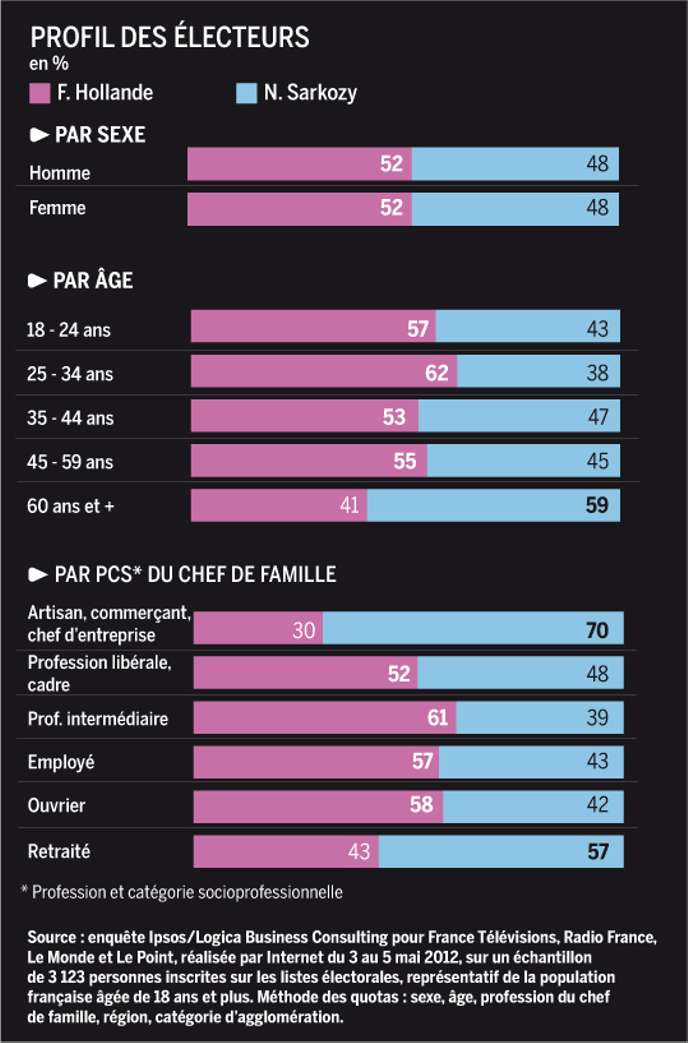 PROFIL DES ÉLECTEURS
en %
F. Hollande N. Sarkozy
PAR SEXE
Homme 52 48
Femme 52 48
PAR ÂGE
18 - 24 ans 57 43
25 - 34 ans 62 38
35 - 44 ans 53 47
45 - 59 ans 55 45
60 ans et + 41 59
PAR PCS* DU CHEF DE FAMILLE
Artisan, commerçant,
chef d'entreprise 30 70
Profession libérale,
cadre 52 48
Prof. intermédiaire 61 39
Employé 57 43
Ouvrier 58 42
Retraité 43 57
* Profession et catégorie socioprofessionnelle
Source : enquête Ipsos/Logica Business Consulting pour France Télévisions, Radio France,
Le Monde et Le Point, réalisée par Internet du 3 au 5 mai 2012, sur un échantillon
de 3 123 personnes inscrites sur les listes électorales, représentatif de la population
française âgée de 18 ans et plus. Méthode des quotas : sexe, âge, profession du chef
de famille, région, catégorie d'agglomération.